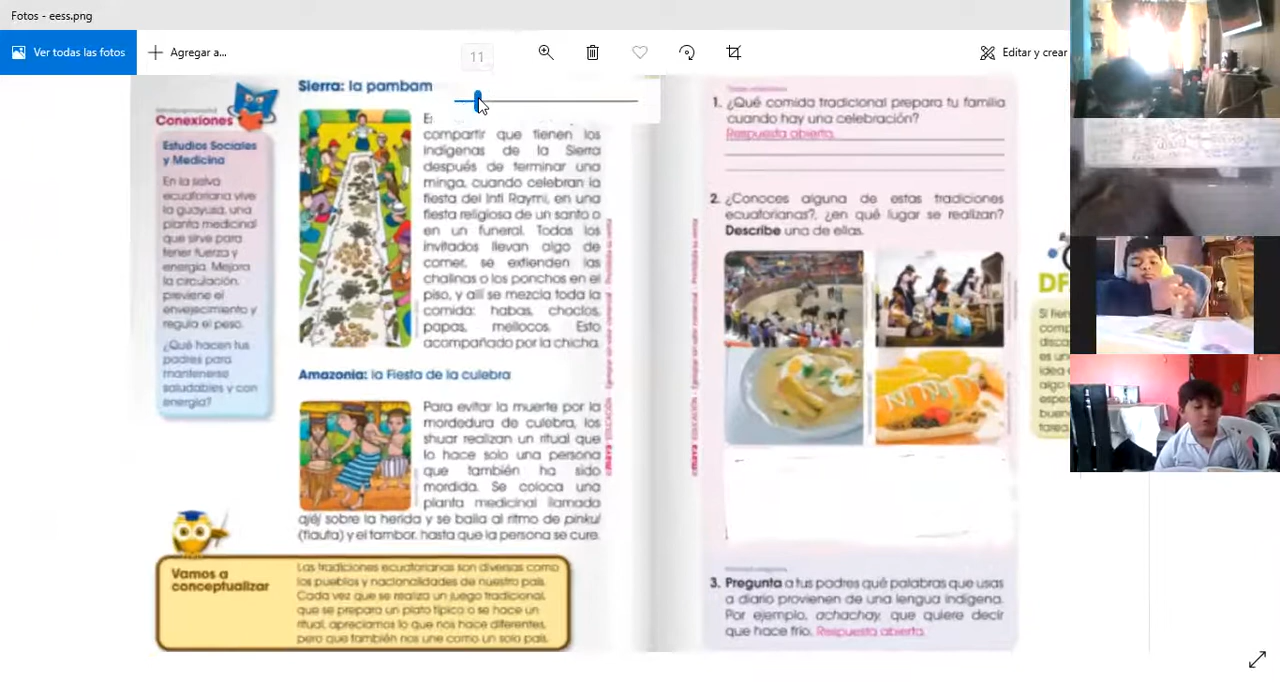 Fotos - eess.png
Ver todas las fotos
Agregar a...
11
Editar y crear
Conexiones
Estudios Sociales
y Medicina
En la selva
ecuatoriana vive
la guayusa, una
planta medicinal
que sirve para
tener fuerza y
energía. Mejora
la circulación,
previene el
envejecimiento y
regula el peso.
¿Qué hacen tus
padres para
mantenerse
saludables y con
energía?
Sierra: la pambam
compartir que tienen los
indígenas de la Sierra
después de terminar una
minga, cuando celebran la
fiesta del Inti Raymi, en una
fiesta religiosa de un santo o
en un funeral. Todos los
invitados llevan algo de
comer, se extienden las
chalinas o los ponchos en el
piso, y allí se mezcla toda la
comida: habas, choclos,
papas, mellocos. Esto
acompañado por la chicha.
Amazonia: la Fiesta de la culebra
Para evitar la muerte por la
mordedura de culebra, los
shuar realizan un ritual que
lo hace solo una persona
que también ha sido
mordida. Se coloca una
planta medicinal llamada
ajéj sobre la herida y se baila al ritmo de pinkui
(flauta) y el tambor, hasta que la persona se cure.
Vamos a
conceptualizar
Las tradiciones ecuatorianas son diversas como
los pueblos y nacionalidades de nuestro país.
Cada vez que se realiza un juego tradicional,
que se prepara un plato típico o se hace un
ritual, apreciamos lo que nos hace diferentes,
pero que también nos une como un solo país.
1. ¿Qué comida tradicional prepara tu familia
cuando hay una celebración?
Respuesta abierta.
2. ¿Conoces alguna de estas tradiciones
ecuatorianas?, ¿en qué lugar se realizan?
Describe una de ellas.
3. Pregunta a tus padres qué palabras que usas
a diario provienen de una lengua indígena.
Por ejemplo, achachay, que quiere decir
que hace frío. Respuesta abierta.